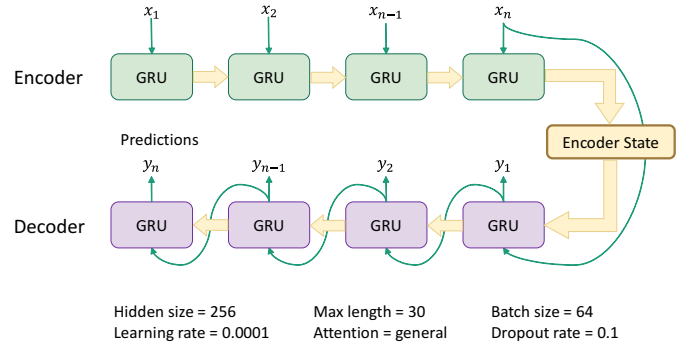 x₁ x₂ xₙ₋₁ xₙ
Encoder GRU GRU GRU GRU
Encoder State
Predictions
yₙ yₙ₋₁ y₂ y₁
Decoder GRU GRU GRU GRU
Hidden size = 256 Max length = 30 Batch size = 64
Learning rate = 0.0001 Attention = general Dropout rate = 0.1